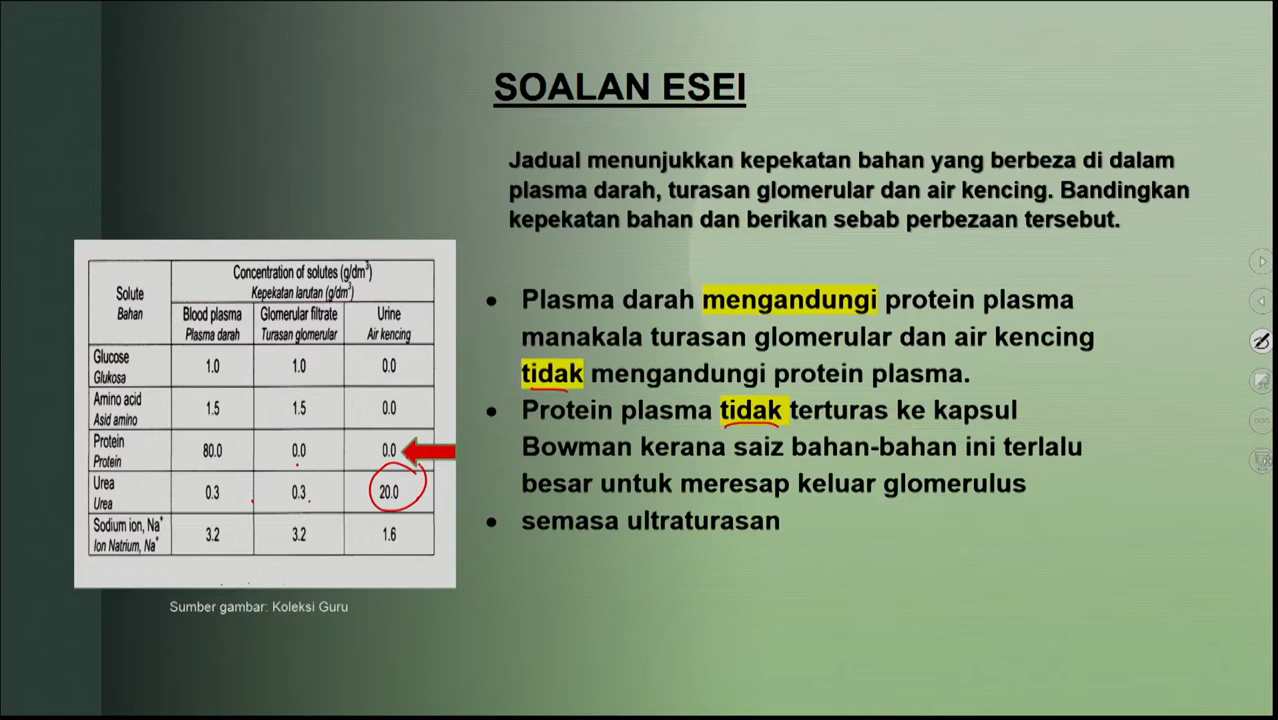 SOALAN ESEI
Jadual menunjukkan kepekatan bahan yang berbeza di dalam
plasma darah, turasan glomerular dan air kencing. Bandingkan
kepekatan bahan dan berikan sebab perbezaan tersebut.
Solute
Bahan
Concentration of solutes (g/dm³)
Kepekatan larutan (g/dm³)
Blood plasma
Plasma darah
Glomerular filtrate
Turasan glomerular
Urine
Air kencing
Glucose
Glukosa
1.0
1.0
0.0
Amino acid
Asid amino
1.5
1.5
0.0
Protein
Protein
80.0
0.0
0.0
Urea
Urea
0.3
0.3
20.0
Sodium ion, Na⁺
Ion Natrium, Na⁺
3.2
3.2
1.6
Sumber gambar: Koleksi Guru
• Plasma darah mengandungi protein plasma
manakala turasan glomerular dan air kencing
tidak mengandungi protein plasma.
• Protein plasma tidak terturas ke kapsul
Bowman kerana saiz bahan-bahan ini terlalu
besar untuk meresap keluar glomerulus
• semasa ultraturasan